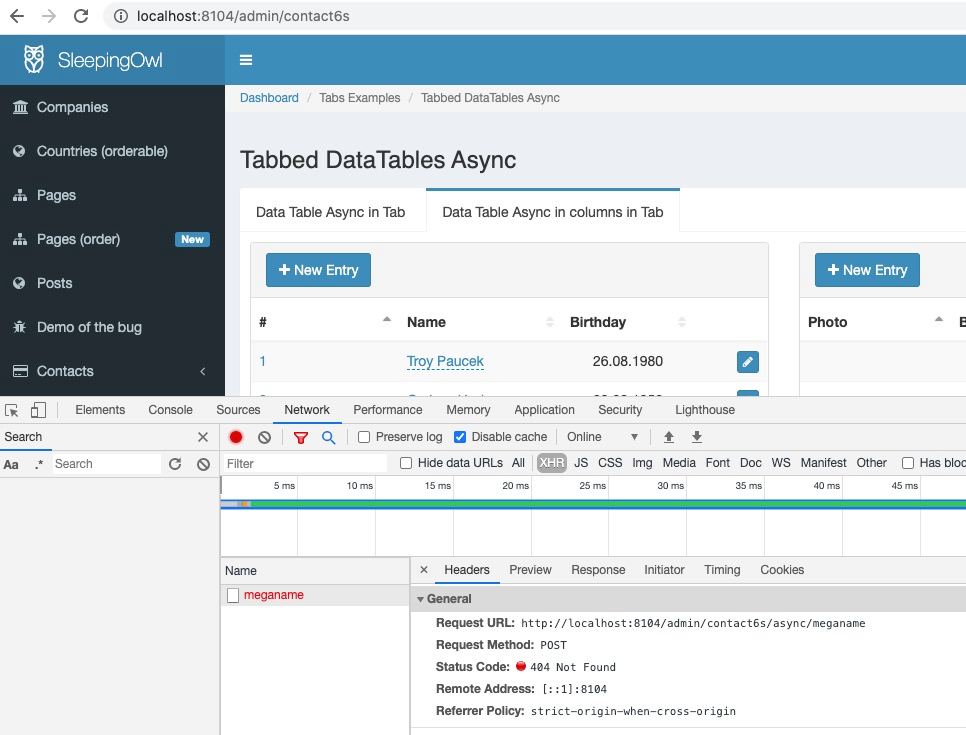 localhost:8104/admin/contact6s
SleepingOwl
Dashboard / Tabs Examples / Tabbed DataTables Async
Companies
Countries (orderable)
Pages
Pages (order) New
Posts
Demo of the bug
Contacts
Tabbed DataTables Async
Data Table Async in Tab Data Table Async in columns in Tab
+ New Entry + New Entry
# Name Birthday Photo
1 Troy Paucek 26.08.1980
Elements Console Sources Network Performance Memory Application Security Lighthouse
Search × Preserve log Disable cache Online
Aa .* Search Filter Hide data URLs All XHR JS CSS Img Media Font Doc WS Manifest Other Has bloc
5 ms 10 ms 15 ms 20 ms 25 ms 30 ms 35 ms 40 ms 45 ms
Name × Headers Preview Response Initiator Timing Cookies
meganame
General
Request URL: http://localhost:8104/admin/contact6s/async/meganame
Request Method: POST
Status Code: 404 Not Found
Remote Address: [::1]:8104
Referrer Policy: strict-origin-when-cross-origin